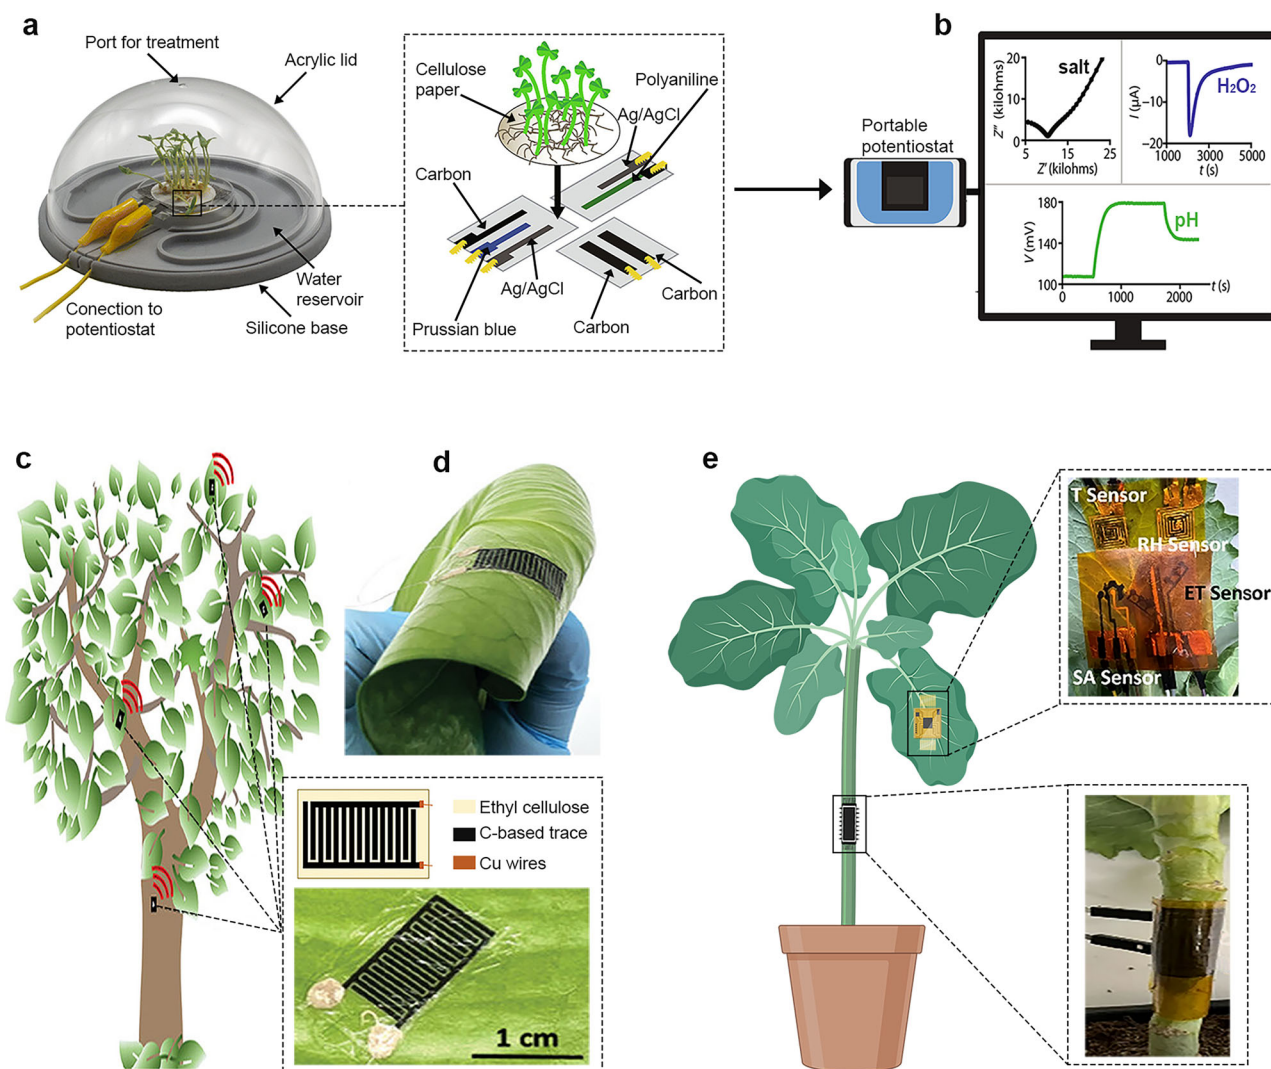 a
Port for treatment
Acrylic lid
Conection to
potentiostat
Water
reservoir
Silicone base
Cellulose
paper
Polyaniline
Ag/AgCl
Carbon
Ag/AgCl
Prussian blue
Carbon
Carbon
Portable
potentiostat
b
salt
Z" (kilohms)
20
10
0
5
15
25
Z' (kilohms)
H₂O₂
I (μA)
0
−10
−20
1000
3000
5000
t (s)
pH
V (mV)
180
140
100
0
1000
2000
t (s)
c
d
Ethyl cellulose
C-based trace
Cu wires
1 cm
e
T Sensor
RH Sensor
ET Sensor
SA Sensor